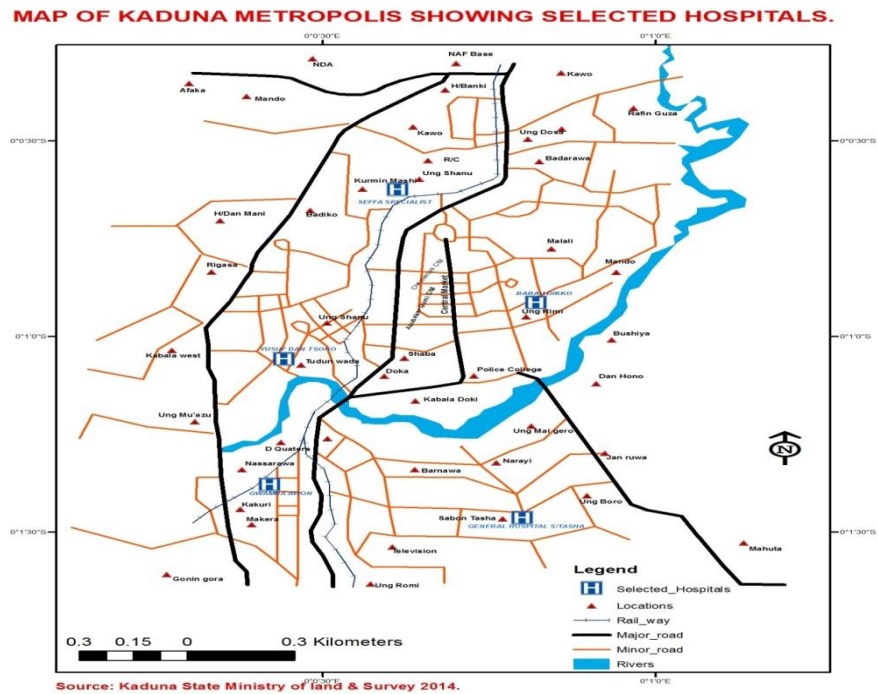 MAP OF KADUNA METROPOLIS SHOWING SELECTED HOSPITALS.
0°0'30"E
0°1'0"E
NDA
NAF Base
Kawo
Afaka
Mando
H/Banki
Rafin Guza
0°0'30"S
0°0'30"S
Kawo
Ung Dosa
R/C
Badarawa
Ung Shanu
Kurmin Mashi
SEFFA SPECIALIST
H/Dan Mani
Badiko
Malali
Rigasa
Mando
Central Market
BARAU DIKKO
Ung Rimi
Ung Shanu
0°1'0"S
0°1'0"S
Bushiya
YUSUF DAN TSOHO
Kabala west
Shaba
Tudun wada
Doka
Police College
Dan Hono
Kabala Doki
Ung Mu'azu
Ung Mai gero
D Quaters
Nassarawa
Barnawa
Narayi
Jan ruwa
GWAMNA AWON
Kakuri
Ung Boro
Makera
Sabon Tasha
GENERAL HOSPITAL S/TASHA
0°1'30"S
0°1'30"S
Television
Mahuta
Gonin gora
Ung Romi
N
Legend
H Selected_Hospitals
Locations
Rail_way
Major_road
Minor_road
Rivers
0.3 0.15 0 0.3 Kilometers
0°0'30"E
0°1'0"E
Source: Kaduna State Ministry of land & Survey 2014.